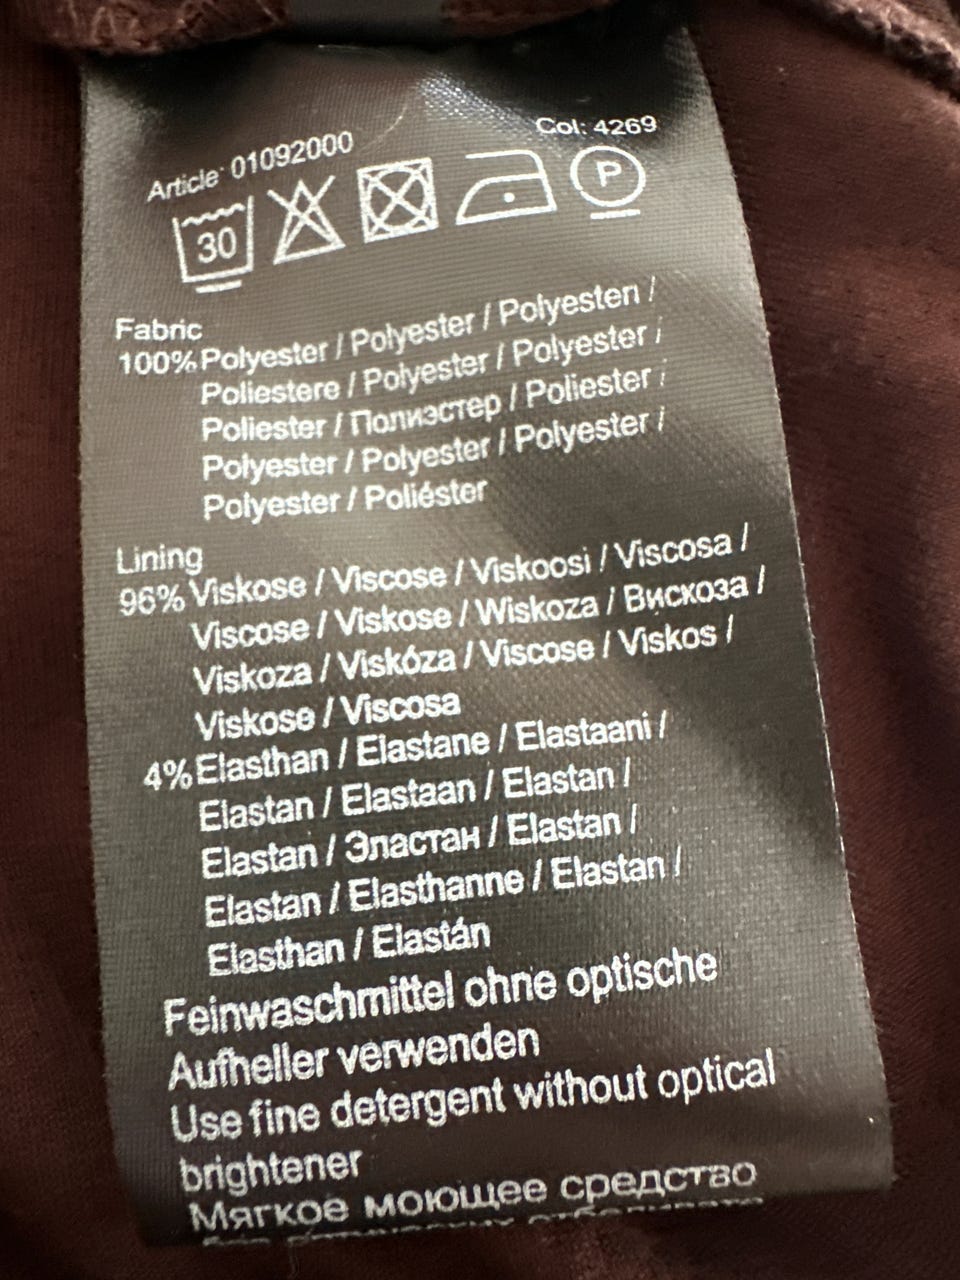 Article: 01092000
Col: 4269
30
P
Fabric
100% Polyester / Polyester / Polyesteri /
Poliestere / Polyester / Polyester /
Poliester / Полиэстер / Poliester /
Polyester / Polyester / Polyester /
Polyester / Poliéster
Lining
96% Viskose / Viscose / Viskoosi / Viscosa /
Viscose / Viskose / Wiskoza / Вискоза /
Viskoza / Viskóza / Viscose / Viskos /
Viskose / Viscosa
4% Elasthan / Elastane / Elastaani /
Elastan / Elastaan / Elastan /
Elastan / Эластан / Elastan /
Elastan / Elasthanne / Elastan /
Elasthan / Elastán
Feinwaschmittel ohne optische
Aufheller verwenden
Use fine detergent without optical
brightener
Мягкое моющее средство